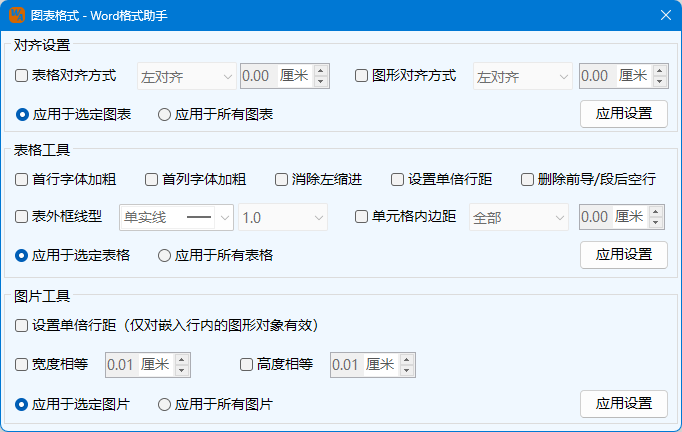 图表格式 - Word格式助手
对齐设置
表格对齐方式 左对齐 0.00 厘米 图形对齐方式 左对齐 0.00 厘米
应用于选定图表 应用于所有图表 应用设置
表格工具
首行字体加粗 首列字体加粗 消除左缩进 设置单倍行距 删除前导/段后空行
表外框线型 单实线 1.0 单元格内边距 全部 0.00 厘米
应用于选定表格 应用于所有表格 应用设置
图片工具
设置单倍行距（仅对嵌入行内的图形对象有效）
宽度相等 0.01 厘米 高度相等 0.01 厘米
应用于选定图片 应用于所有图片 应用设置